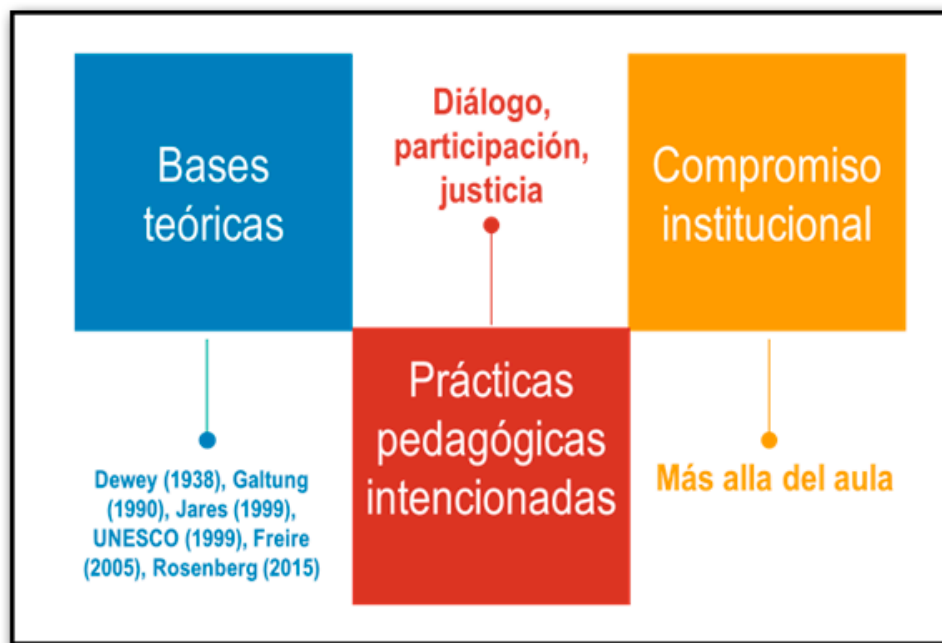 Bases
teóricas
Dewey (1938), Galtung
(1990), Jares (1999),
UNESCO (1999), Freire
(2005), Rosenberg (2015)
Diálogo,
participación,
justicia
Prácticas
pedagógicas
intencionadas
Compromiso
institucional
Más alla del aula